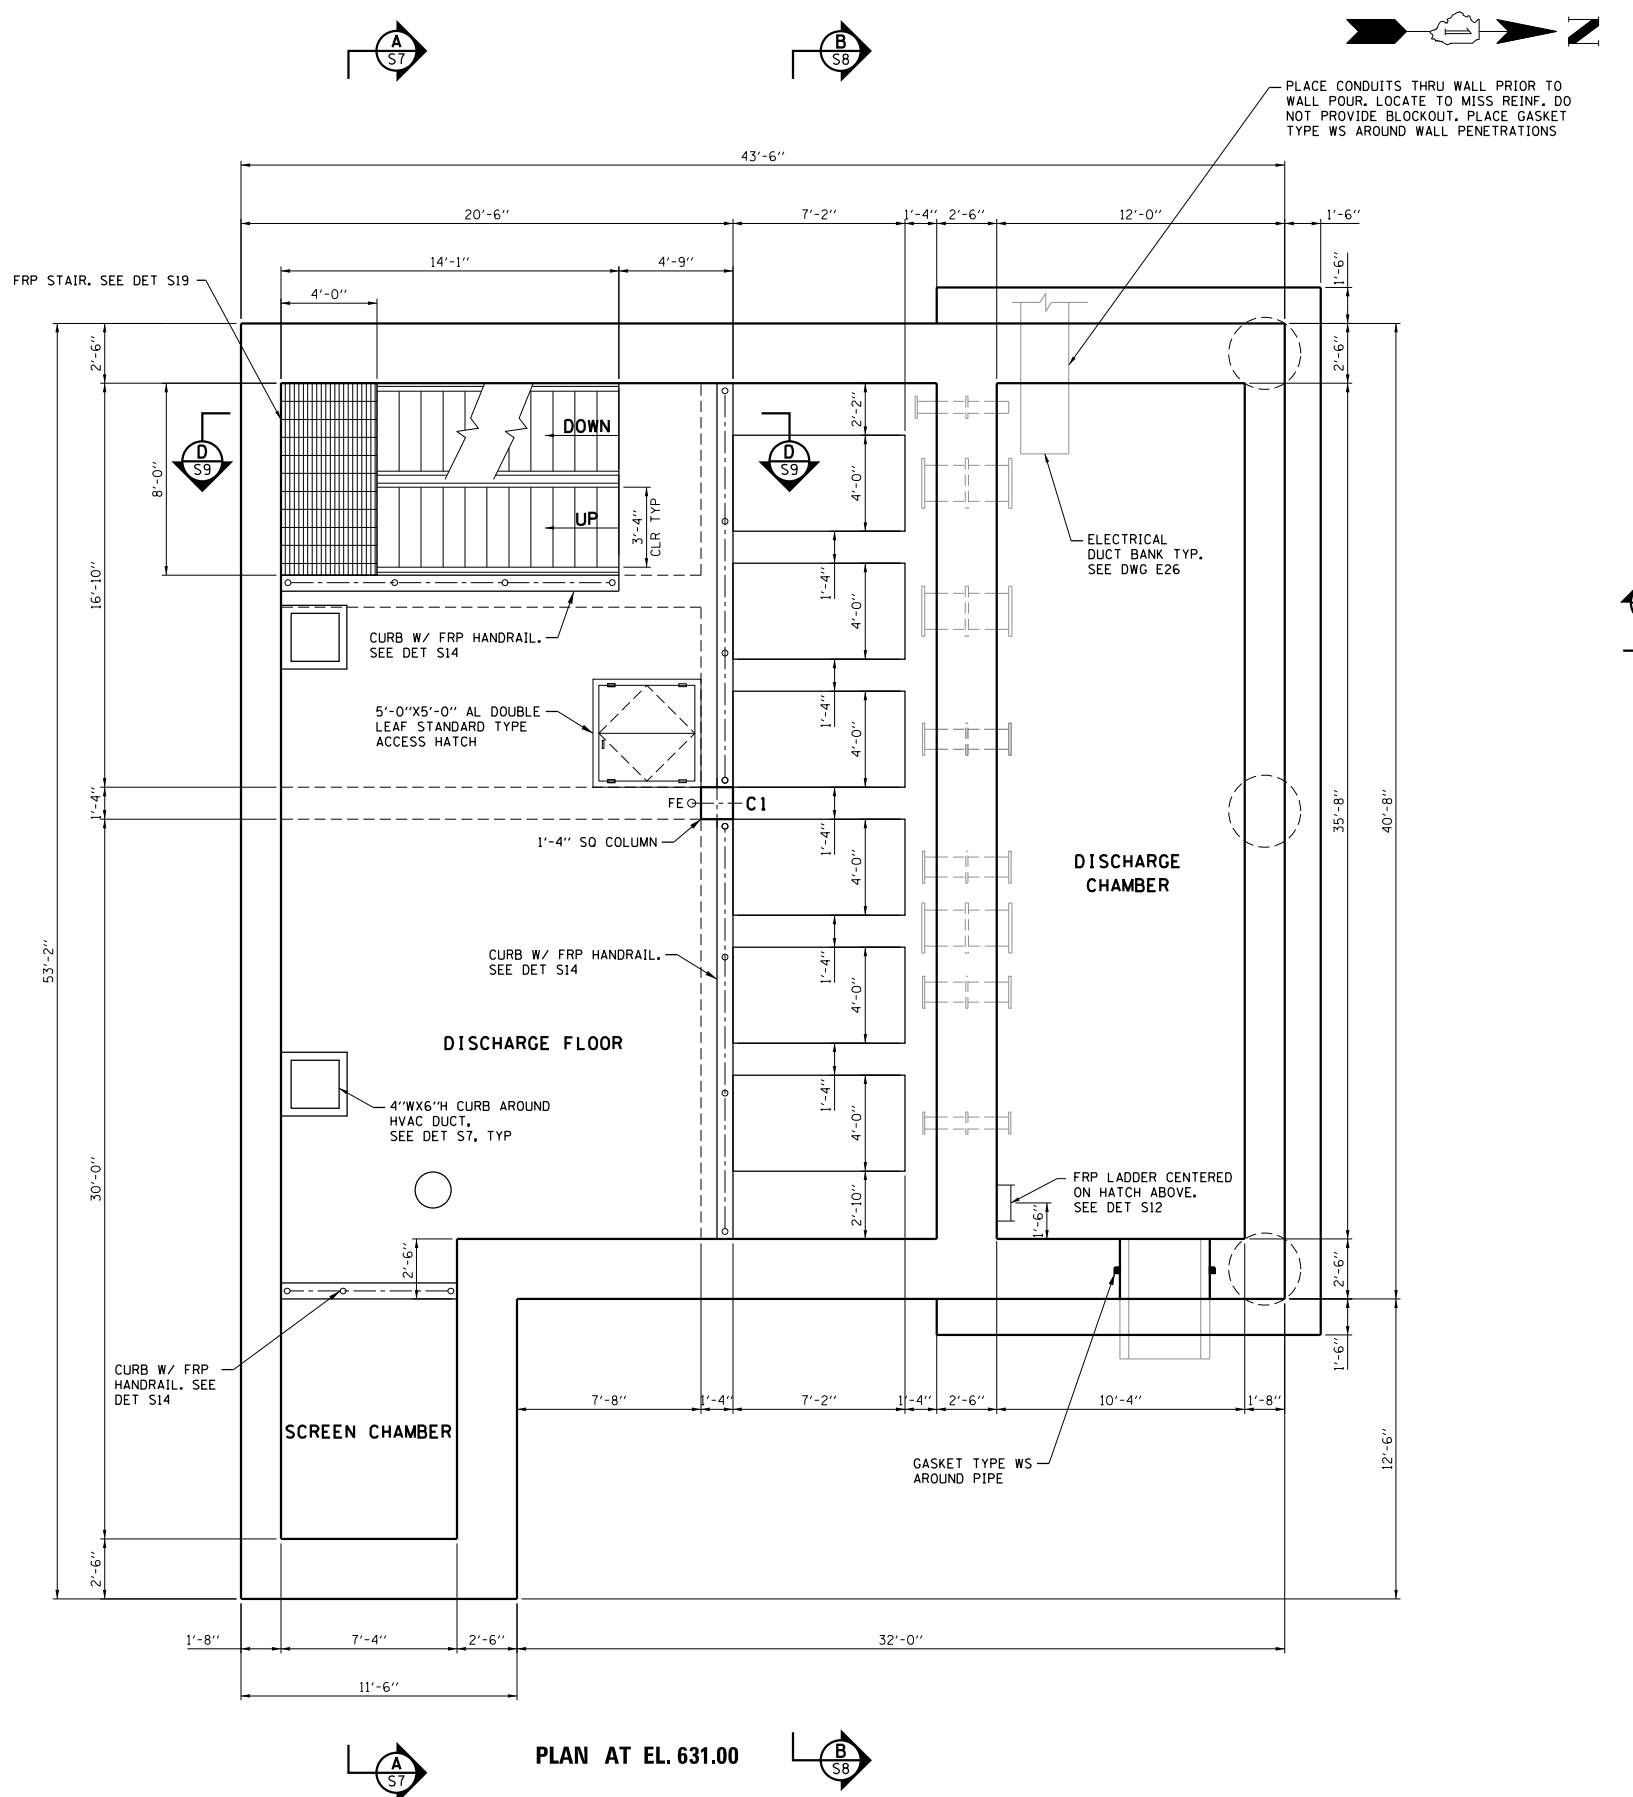 A
S7
B
S8
N
PLACE CONDUITS THRU WALL PRIOR TO
WALL POUR. LOCATE TO MISS REINF. DO
NOT PROVIDE BLOCKOUT. PLACE GASKET
TYPE WS AROUND WALL PENETRATIONS
43'-6"
20'-6"
7'-2"
1'-4"
2'-6"
12'-0"
1'-6"
14'-1"
4'-9"
FRP STAIR. SEE DET S19
4'-0"
1'-6"
2'-6"
2'-6"
8'-0"
D
S9
DOWN
UP
3'-4"
CLR TYP
D
S9
2'-2"
4'-0"
1'-4"
4'-0"
1'-4"
4'-0"
1'-4"
4'-0"
1'-4"
4'-0"
1'-4"
4'-0"
2'-10"
ELECTRICAL
DUCT BANK TYP.
SEE DWG E26
16'-10"
CURB W/ FRP HANDRAIL.
SEE DET S14
5'-0"X5'-0" AL DOUBLE
LEAF STANDARD TYPE
ACCESS HATCH
FE
C1
1'-4"
1'-4" SQ COLUMN
35'-8"
40'-8"
DISCHARGE
CHAMBER
53'-2"
CURB W/ FRP HANDRAIL.
SEE DET S14
DISCHARGE FLOOR
4"WX6"H CURB AROUND
HVAC DUCT.
SEE DET S7, TYP
30'-0"
FRP LADDER CENTERED
ON HATCH ABOVE.
SEE DET S12
1'-6"
2'-6"
2'-6"
1'-6"
CURB W/ FRP
HANDRAIL. SEE
DET S14
7'-8"
1'-4"
7'-2"
1'-4"
2'-6"
10'-4"
1'-8"
SCREEN CHAMBER
GASKET TYPE WS
AROUND PIPE
12'-6"
2'-6"
1'-8"
7'-4"
2'-6"
32'-0"
11'-6"
PLAN AT EL. 631.00
A
S7
B
S8